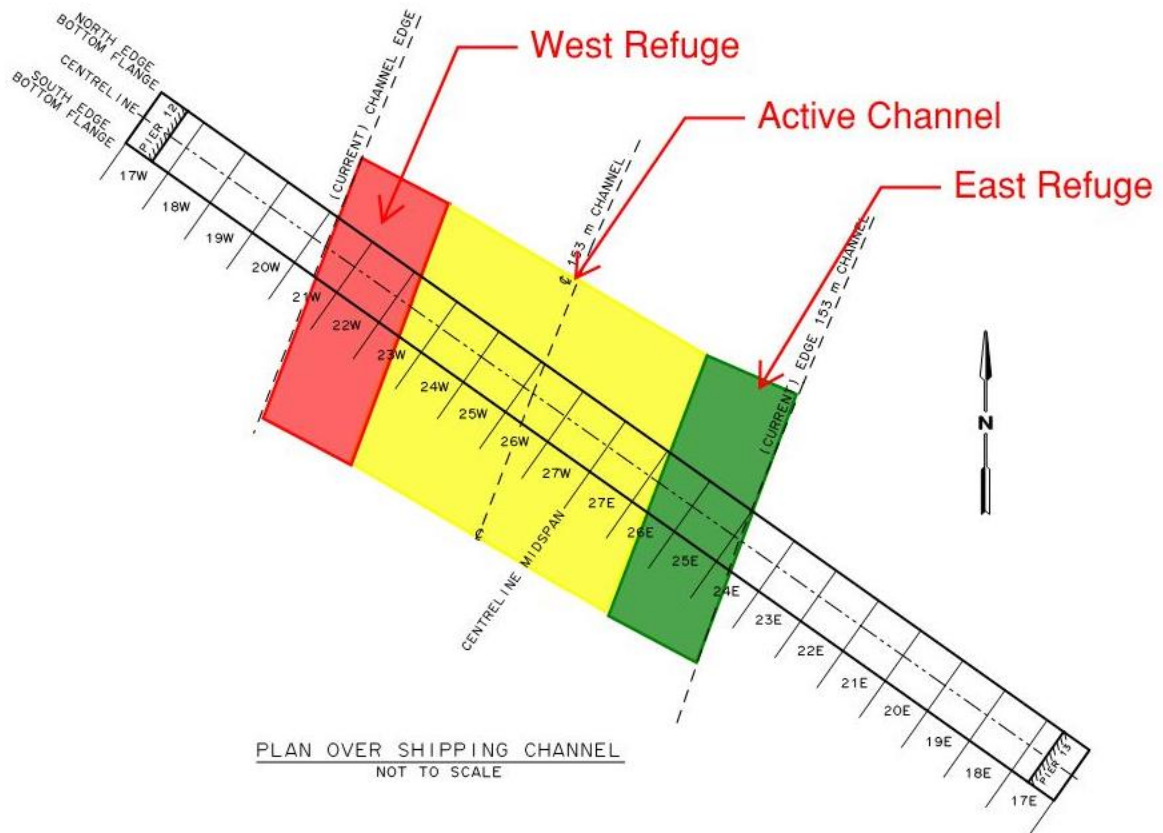 NORTH EDGE
BOTTOM FLANGE
CENTRELINE
SOUTH EDGE
BOTTOM FLANGE
PIER 12
(CURRENT) CHANNEL EDGE
West Refuge
Active Channel
East Refuge
℄ 153 m CHANNEL
(CURRENT) EDGE 153 m CHANNEL
17W
18W
19W
20W
21W
22W
23W
24W
25W
26W
27W
27E
26E
25E
24E
23E
22E
21E
20E
19E
18E
17E
PIER 13
℄
CENTRELINE MIDSPAN
N
PLAN OVER SHIPPING CHANNEL
NOT TO SCALE